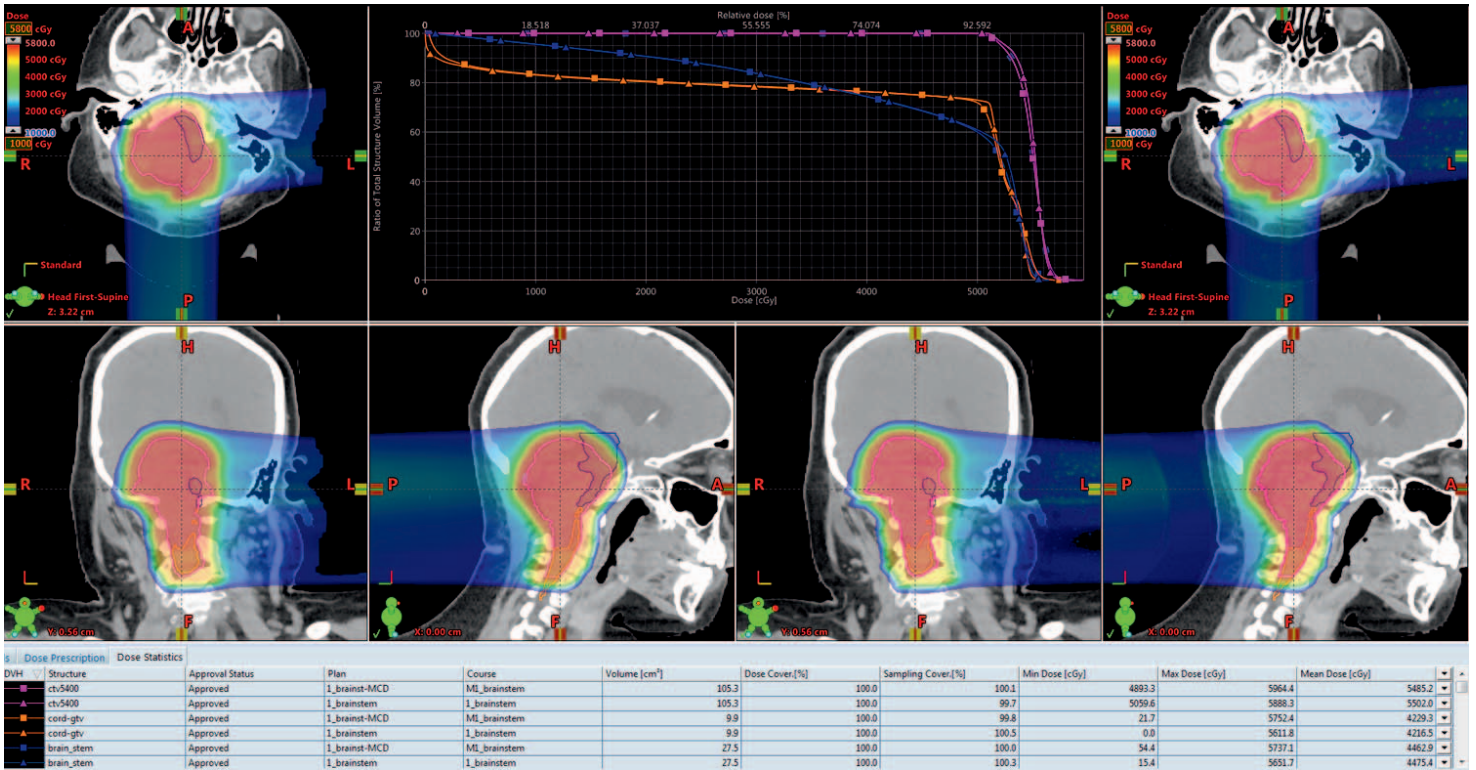 Dose
5800 cGy
5800.0
5000 cGy
4000 cGy
3000 cGy
2000 cGy
1000.0
1000 cGy
A
R
L
P
Standard
Head First-Supine
Z: 3.22 cm
Relative dose [%]
0 18.518 37.037 55.555 74.074 92.592
Ratio of Total Structure Volume [%]
100
80
60
40
20
0
0 1000 2000 3000 4000 5000
Dose [cGy]
Dose
5800 cGy
5800.0
5000 cGy
4000 cGy
3000 cGy
2000 cGy
1000.0
1000 cGy
A
R
L
P
Standard
Head First-Supine
Z: 3.22 cm
H
R
L
F
Y: 0.56 cm
H
P
A
F
X: 0.00 cm
H
R
L
F
Y: 0.56 cm
H
P
A
F
X: 0.00 cm
s Dose Prescription Dose Statistics
DVH Structure Approval Status Plan Course Volume [cm³] Dose Cover.[%] Sampling Cover.[%] Min Dose [cGy] Max Dose [cGy] Mean Dose [cGy]
ctv5400 Approved 1_brainst-MCD M1_brainstem 105.3 100.0 100.1 4893.3 5964.4 5485.2
ctv5400 Approved 1_brainstem 1_brainstem 105.3 100.0 99.7 5059.6 5888.3 5502.0
cord-gtv Approved 1_brainst-MCD M1_brainstem 9.9 100.0 99.8 21.7 5752.4 4229.3
cord-gtv Approved 1_brainstem 1_brainstem 9.9 100.0 100.5 0.0 5611.8 4216.5
brain_stem Approved 1_brainst-MCD M1_brainstem 27.5 100.0 100.0 54.4 5737.1 4462.9
brain_stem Approved 1_brainstem 1_brainstem 27.5 100.0 100.3 15.4 5651.7 4475.4